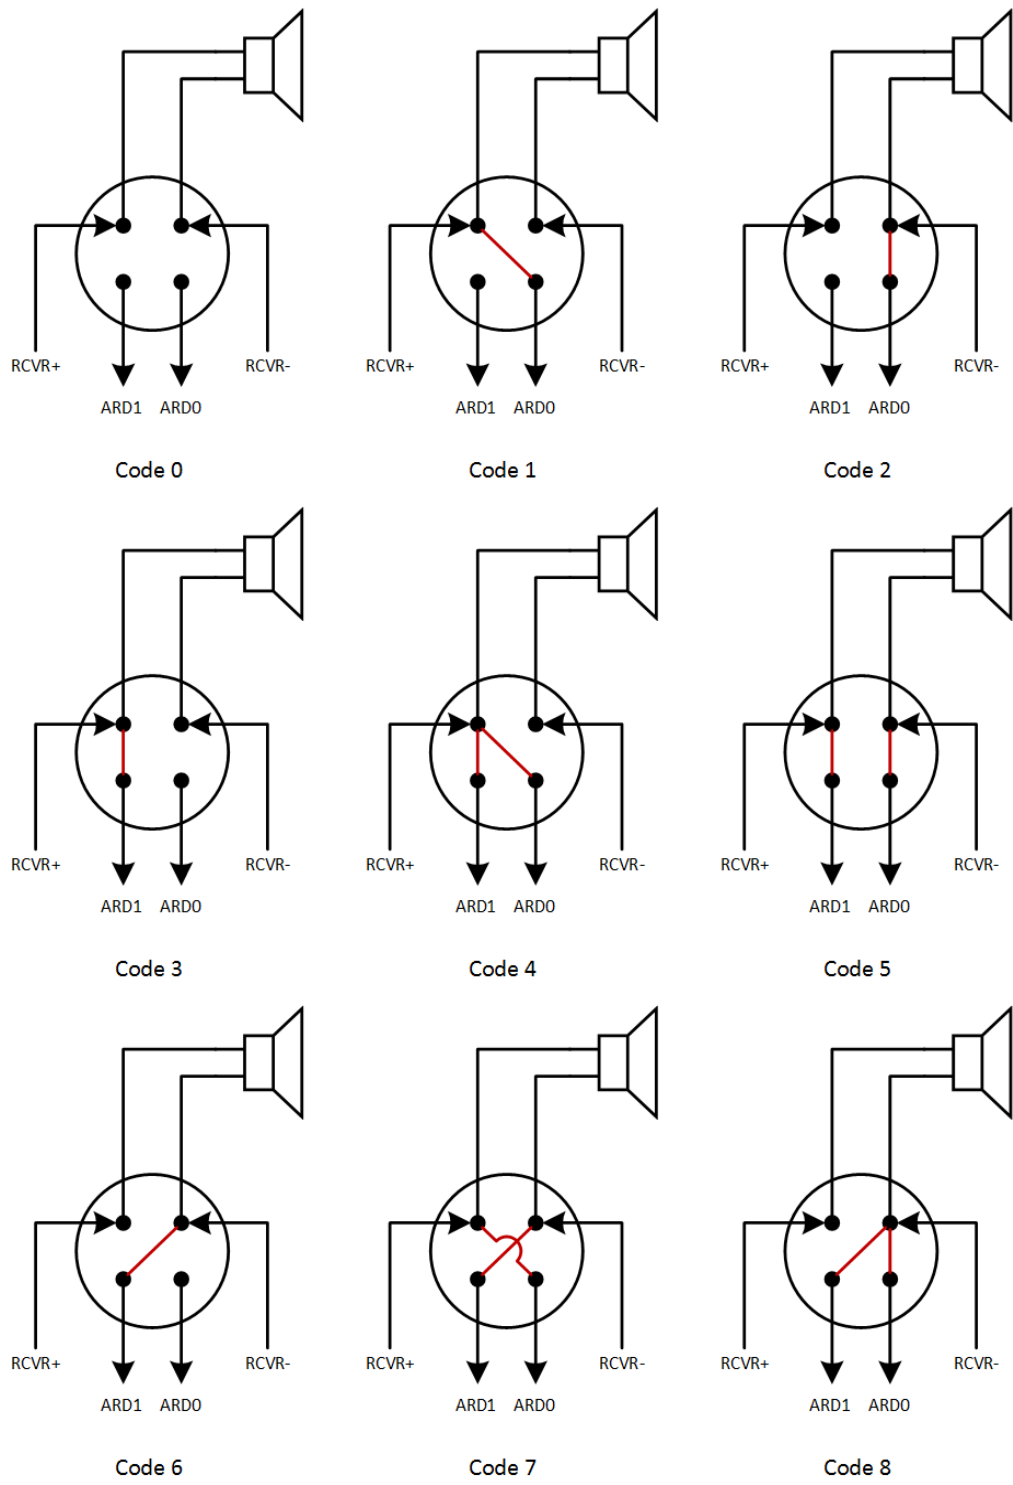 RCVR+ RCVR- RCVR+ RCVR- RCVR+ RCVR-
ARD1 ARD0 ARD1 ARD0 ARD1 ARD0
Code 0 Code 1 Code 2
RCVR+ RCVR- RCVR+ RCVR- RCVR+ RCVR-
ARD1 ARD0 ARD1 ARD0 ARD1 ARD0
Code 3 Code 4 Code 5
RCVR+ RCVR- RCVR+ RCVR- RCVR+ RCVR-
ARD1 ARD0 ARD1 ARD0 ARD1 ARD0
Code 6 Code 7 Code 8